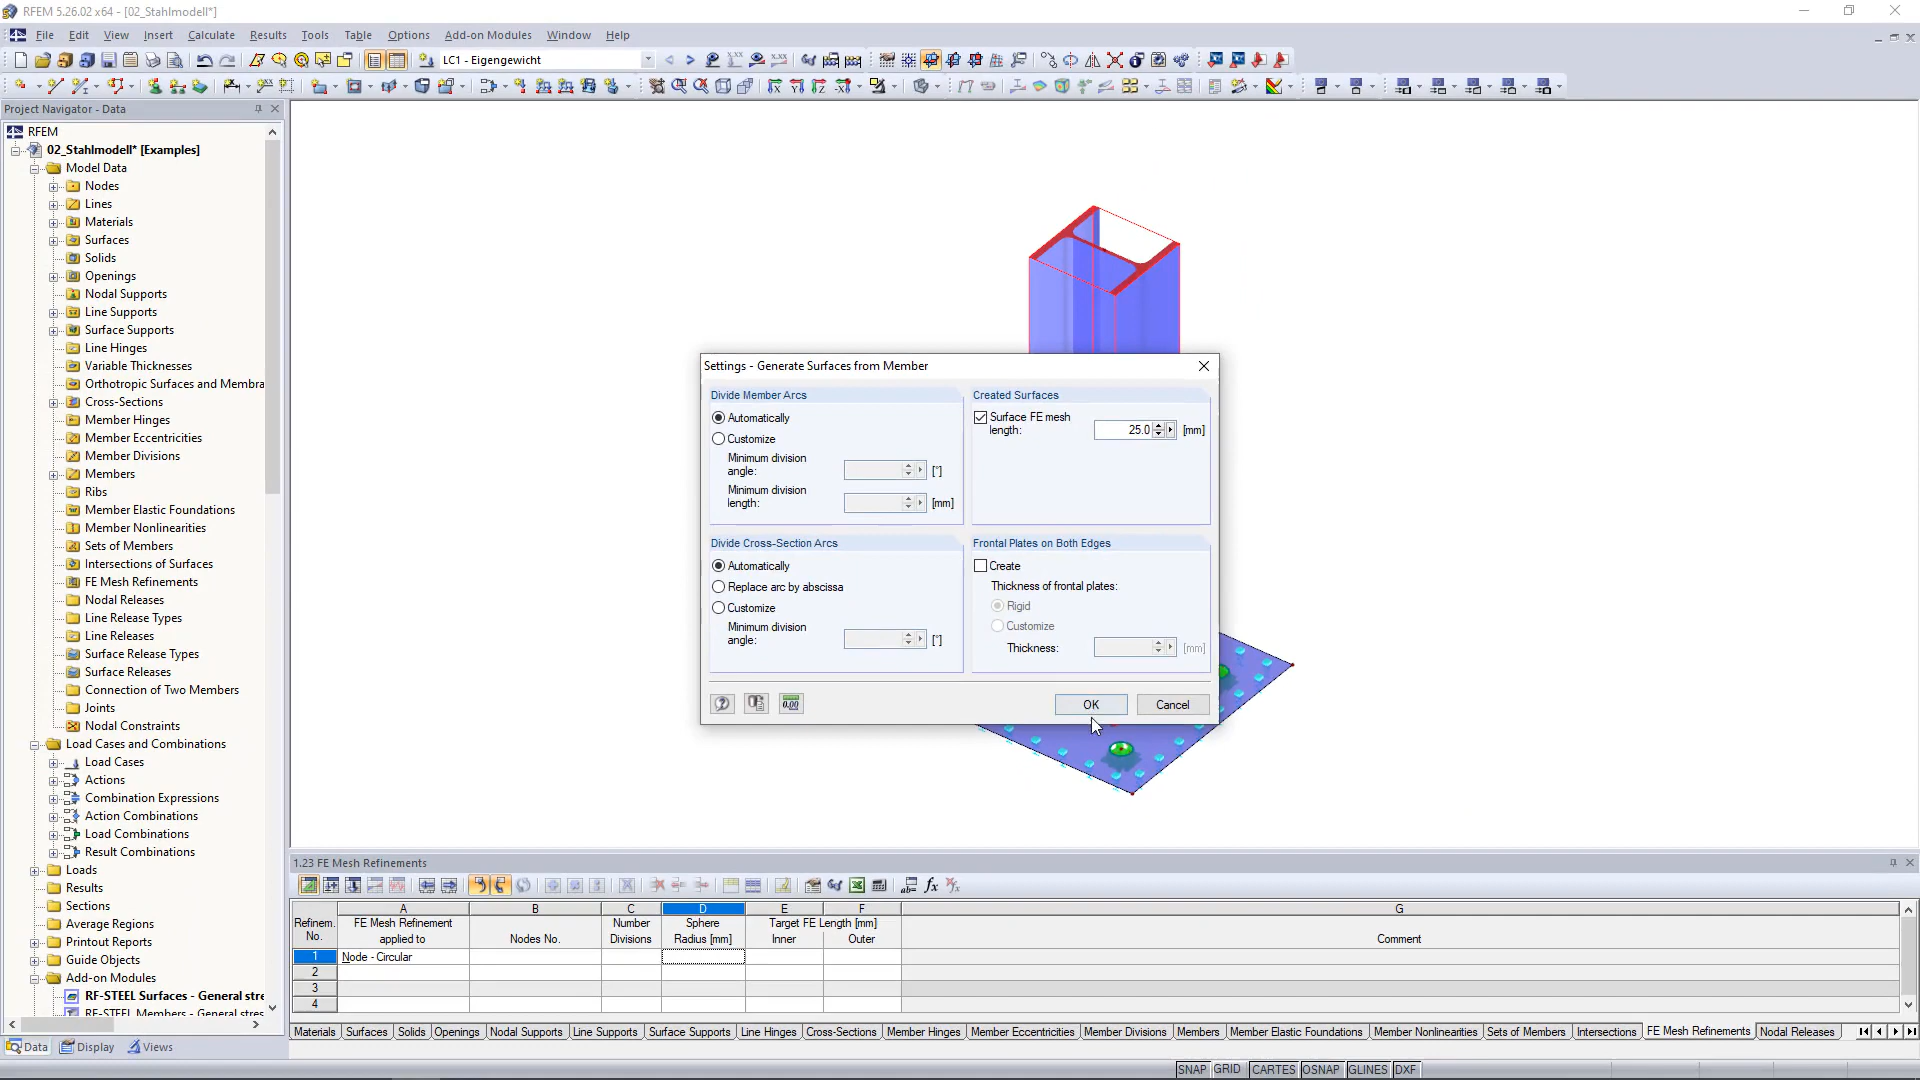 RFEM 5.26.02 x64 - [02_Stahlmodell*]
File Edit View Insert Calculate Results Tools Table Options Add-on Modules Window Help
LC1 - Eigengewicht
Project Navigator - Data
RFEM
02_Stahlmodell* [Examples]
Model Data
Nodes
Lines
Materials
Surfaces
Solids
Openings
Nodal Supports
Line Supports
Surface Supports
Line Hinges
Variable Thicknesses
Orthotropic Surfaces and Membra
Cross-Sections
Member Hinges
Member Eccentricities
Member Divisions
Members
Ribs
Member Elastic Foundations
Member Nonlinearities
Sets of Members
Intersections of Surfaces
FE Mesh Refinements
Nodal Releases
Line Release Types
Line Releases
Surface Release Types
Surface Releases
Connection of Two Members
Joints
Nodal Constraints
Load Cases and Combinations
Load Cases
Actions
Combination Expressions
Action Combinations
Load Combinations
Result Combinations
Loads
Results
Sections
Average Regions
Printout Reports
Guide Objects
Add-on Modules
RF-STEEL Surfaces - General stre
RF-STEEL Members - General stres
Data Display Views
Settings - Generate Surfaces from Member
Divide Member Arcs
Automatically
Customize
Minimum division
angle: [°]
Minimum division
length: [mm]
Created Surfaces
Surface FE mesh
length: 25.0 [mm]
Divide Cross-Section Arcs
Automatically
Replace arc by abscissa
Customize
Minimum division
angle: [°]
Frontal Plates on Both Edges
Create
Thickness of frontal plates:
Rigid
Customize
Thickness: [mm]
0.00
OK Cancel
1.23 FE Mesh Refinements
A B C D E F G
Refinem. FE Mesh Refinement Number Sphere Target FE Length [mm]
No. applied to Nodes No. Divisions Radius [mm] Inner Outer Comment
1 Node - Circular
2
3
4
Materials Surfaces Solids Openings Nodal Supports Line Supports Surface Supports Line Hinges Cross-Sections Member Hinges Member Eccentricities Member Divisions Members Member Elastic Foundations Member Nonlinearities Sets of Members Intersections FE Mesh Refinements Nodal Releases
SNAP GRID CARTES OSNAP GLINES DXF